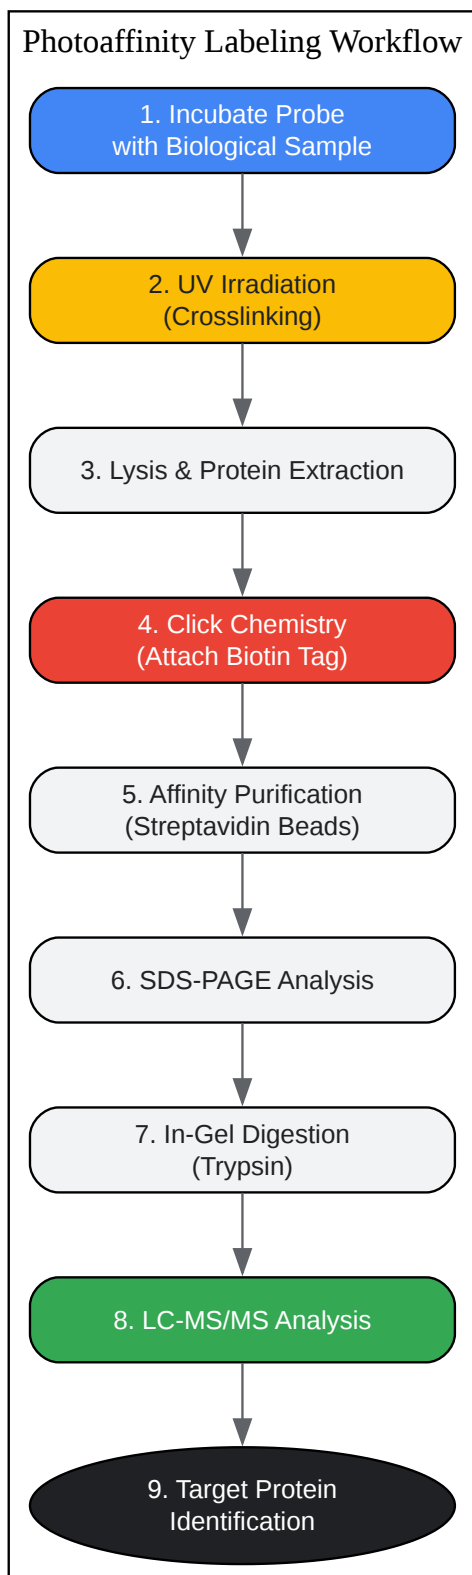 Photoaffinity Labeling Workflow
1. Incubate Probe
with Biological Sample
2. UV Irradiation
(Crosslinking)
3. Lysis & Protein Extraction
4. Click Chemistry
(Attach Biotin Tag)
5. Affinity Purification
(Streptavidin Beads)
6. SDS-PAGE Analysis
7. In-Gel Digestion
(Trypsin)
8. LC-MS/MS Analysis
9. Target Protein
Identification